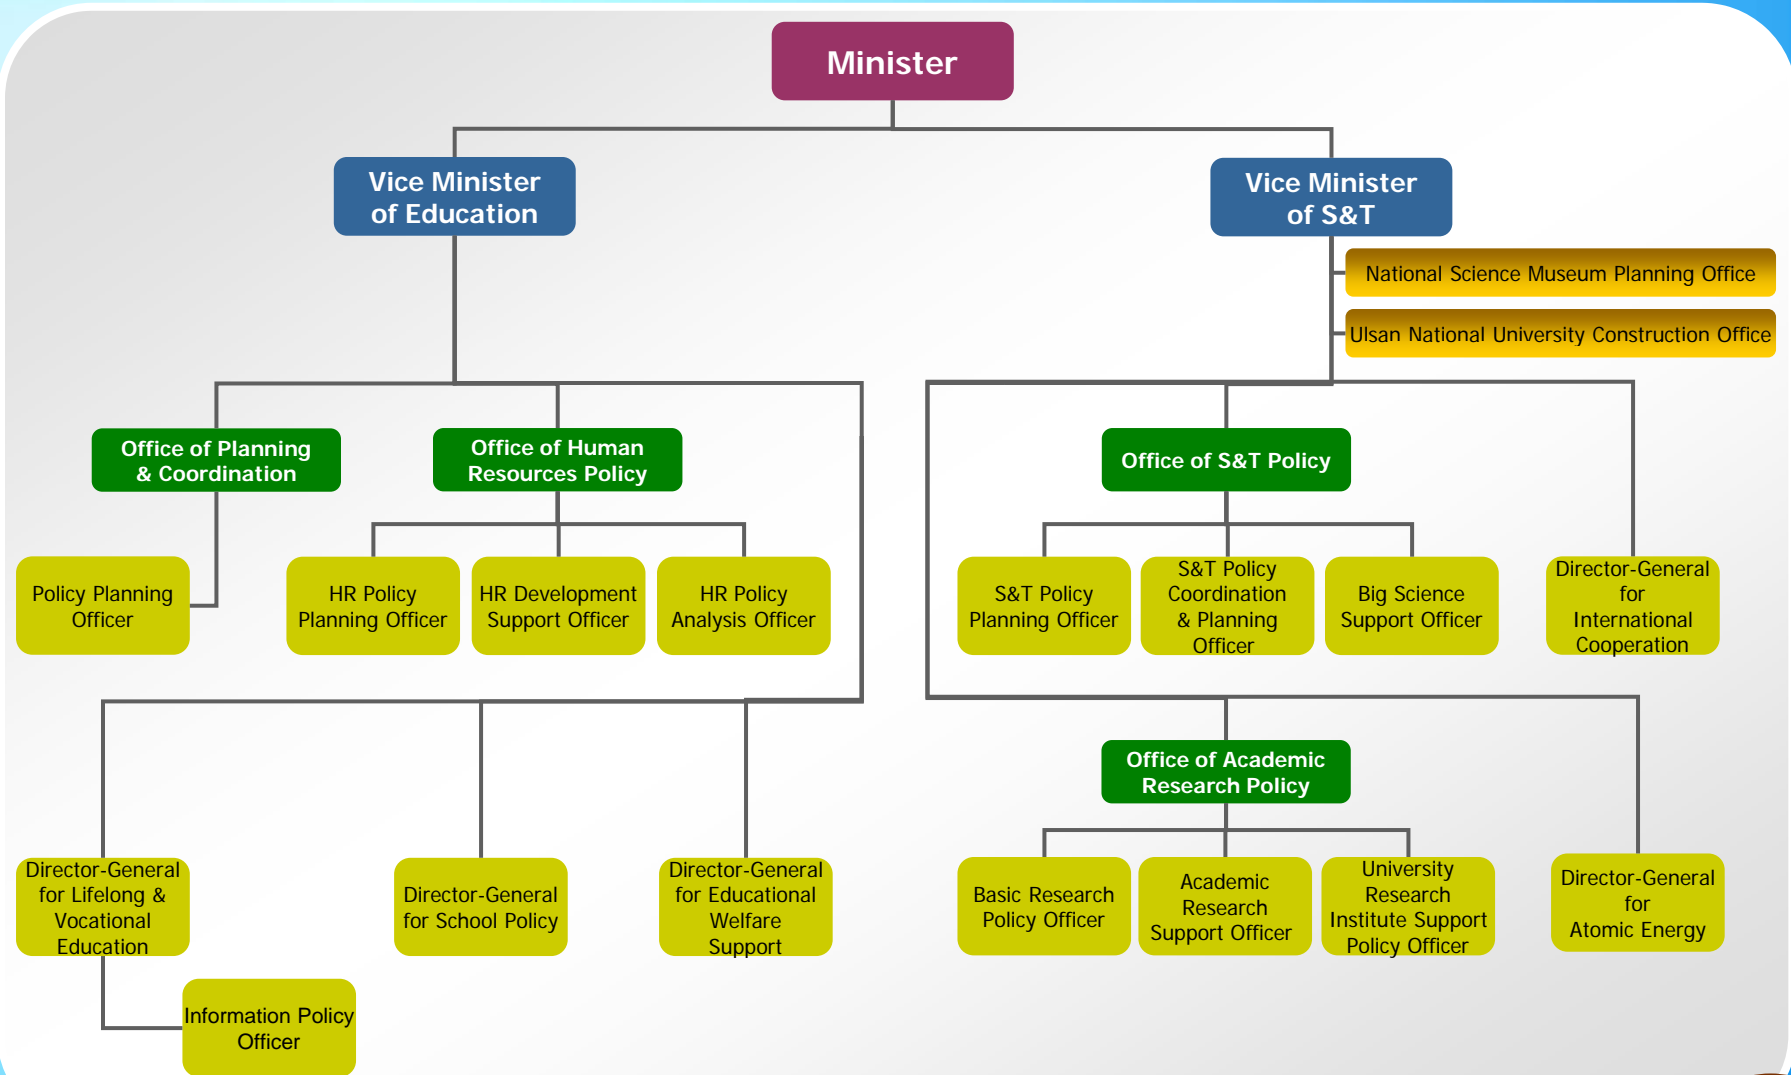 Minister
Vice Minister
of Education
Vice Minister
of S&T
National Science Museum Planning Office
Ulsan National University Construction Office
Office of Planning
& Coordination
Office of Human
Resources Policy
Office of S&T Policy
Policy Planning
Officer
HR Policy
Planning Officer
HR Development
Support Officer
HR Policy
Analysis Officer
S&T Policy
Planning Officer
S&T Policy
Coordination
& Planning
Officer
Big Science
Support Officer
Director-General
for
International
Cooperation
Office of Academic
Research Policy
Director-General
for Lifelong &
Vocational
Education
Director-General
for School Policy
Director-General
for Educational
Welfare
Support
Basic Research
Policy Officer
Academic
Research
Support Officer
University
Research
Institute Support
Policy Officer
Director-General
for
Atomic Energy
Information Policy
Officer